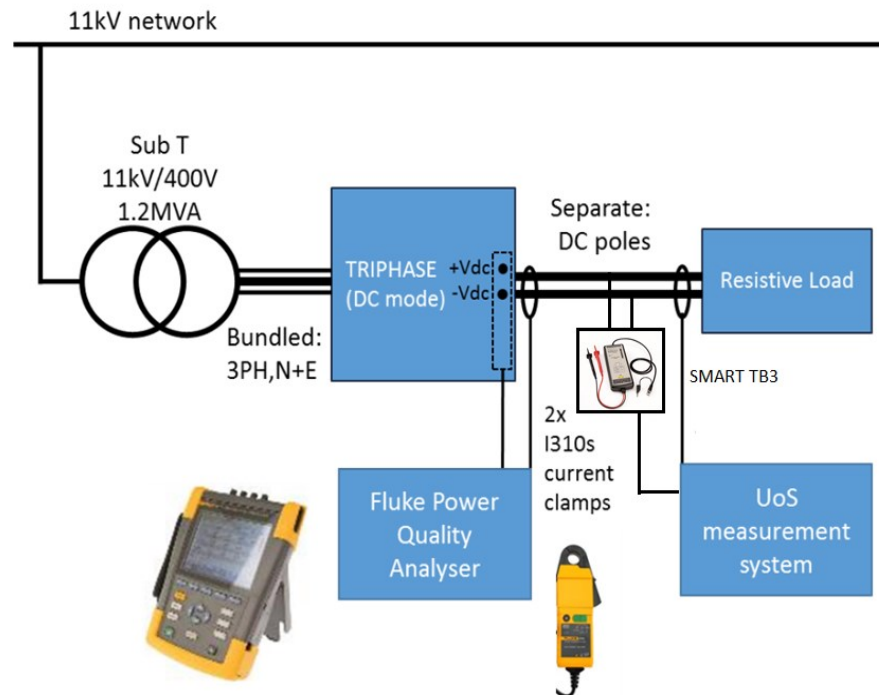 11kV network
Sub T
11kV/400V
1.2MVA
Bundled:
3PH,N+E
TRIPHASE
(DC mode)
+Vdc
-Vdc
Separate:
DC poles
Resistive Load
SMART TB3
2x
I310s
current
clamps
Fluke Power
Quality
Analyser
UoS
measurement
system